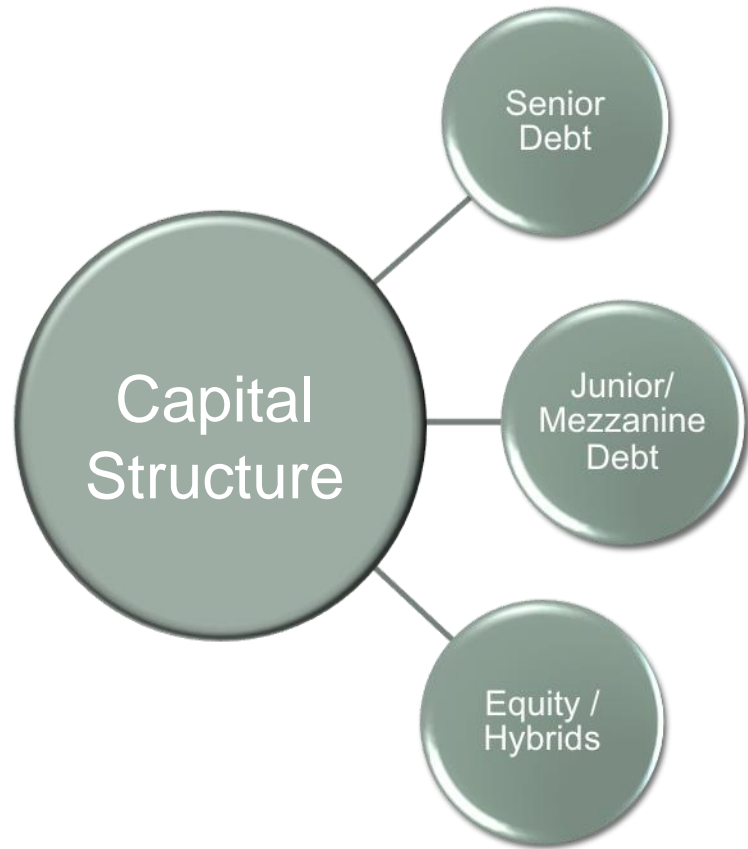 Senior
Debt
Capital
Structure
Junior/
Mezzanine
Debt
Equity /
Hybrids